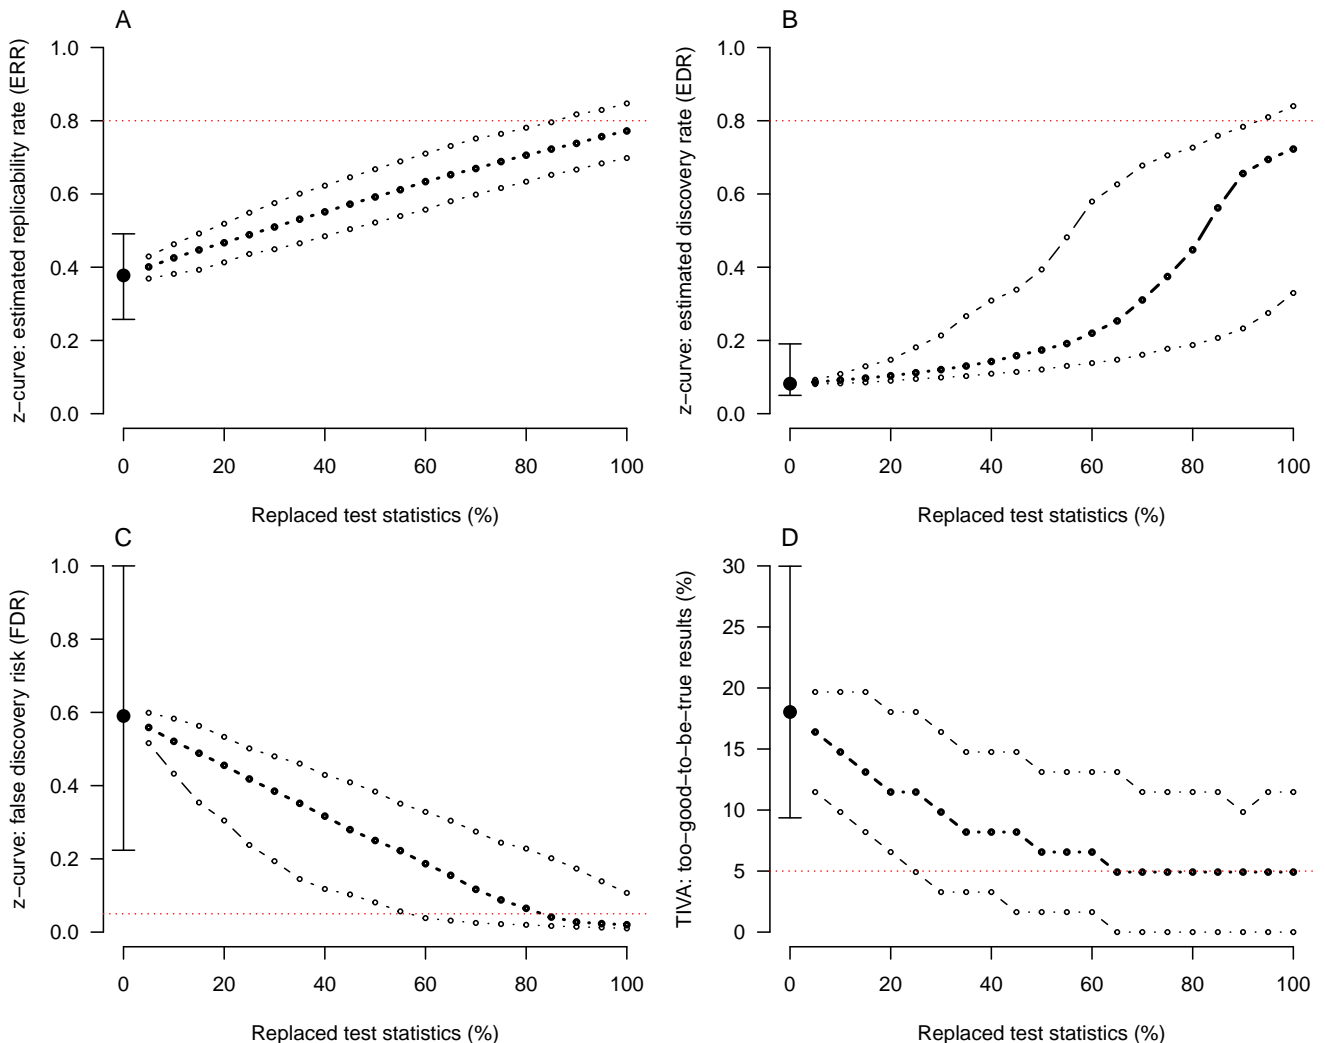 A
z−curve: estimated replicability rate (ERR)
1.0
0.8
0.6
0.4
0.2
0.0
0 20 40 60 80 100
Replaced test statistics (%)
B
z−curve: estimated discovery rate (EDR)
1.0
0.8
0.6
0.4
0.2
0.0
0 20 40 60 80 100
Replaced test statistics (%)
C
z−curve: false discovery risk (FDR)
1.0
0.8
0.6
0.4
0.2
0.0
0 20 40 60 80 100
Replaced test statistics (%)
D
TIVA: too−good−to−be−true results (%)
30
25
20
15
10
5
0
0 20 40 60 80 100
Replaced test statistics (%)